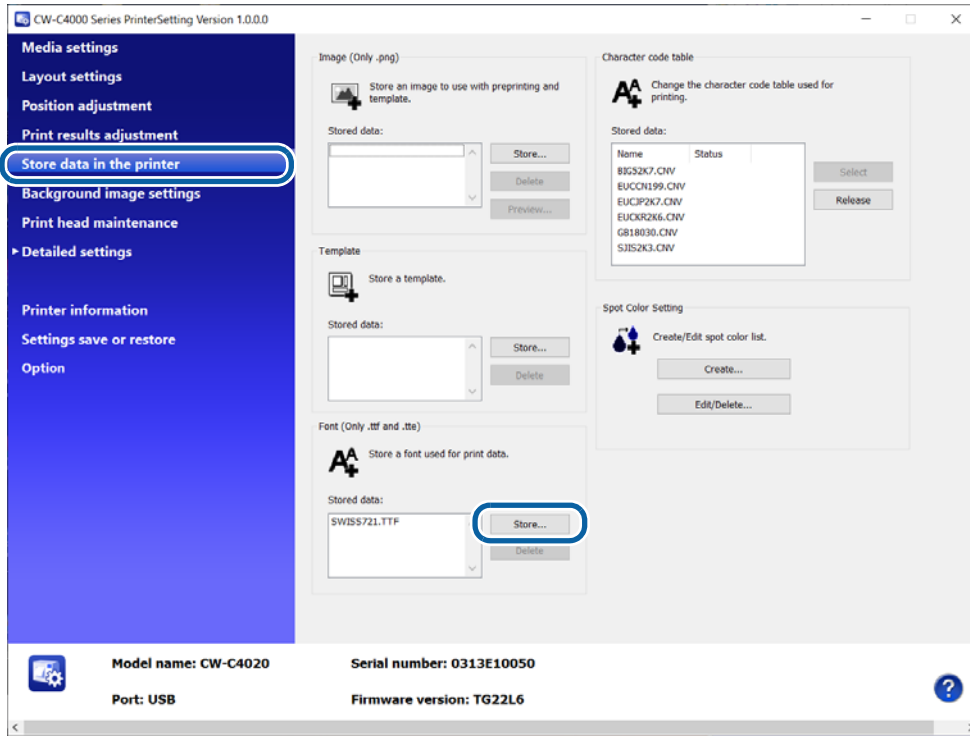 CW-C4000 Series PrinterSetting Version 1.0.0.0
Media settings
Layout settings
Position adjustment
Print results adjustment
Store data in the printer
Background image settings
Print head maintenance
Detailed settings
Printer information
Settings save or restore
Option
Image (Only .png)
Store an image to use with preprinting and
template.
Stored data:
Store...
Delete
Preview...
Template
Store a template.
Stored data:
Store...
Delete
Font (Only .ttf and .tte)
Store a font used for print data.
Stored data:
SWISS721.TTF
Store...
Delete
Character code table
Change the character code table used for
printing.
Stored data:
Name Status
BIG52K7.CNV
EUCCN199.CNV
EUCJP2K7.CNV
EUCKR2K6.CNV
GB18030.CNV
SJIS2K3.CNV
Select
Release
Spot Color Setting
Create/Edit spot color list.
Create...
Edit/Delete...
Model name: CW-C4020
Serial number: 0313E10050
Port: USB
Firmware version: TG22L6
?